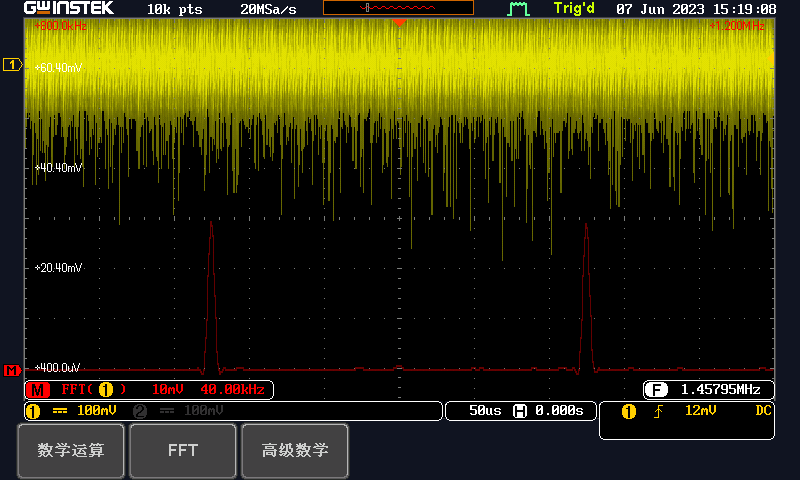 GWINSTEK 10k pts 20MSa/s Trig'd 07 Jun 2023 15:19:08
+800.0kHz +1.200MHz
1
+60.40mV
+40.40mV
+20.40mV
M +400.0uV
M FFT( 1 ) 10mV 40.00kHz F 1.45795MHz
1 100mV 2 100mV 50us H 0.000s 1 12mV DC
数学运算 FFT 高级数学